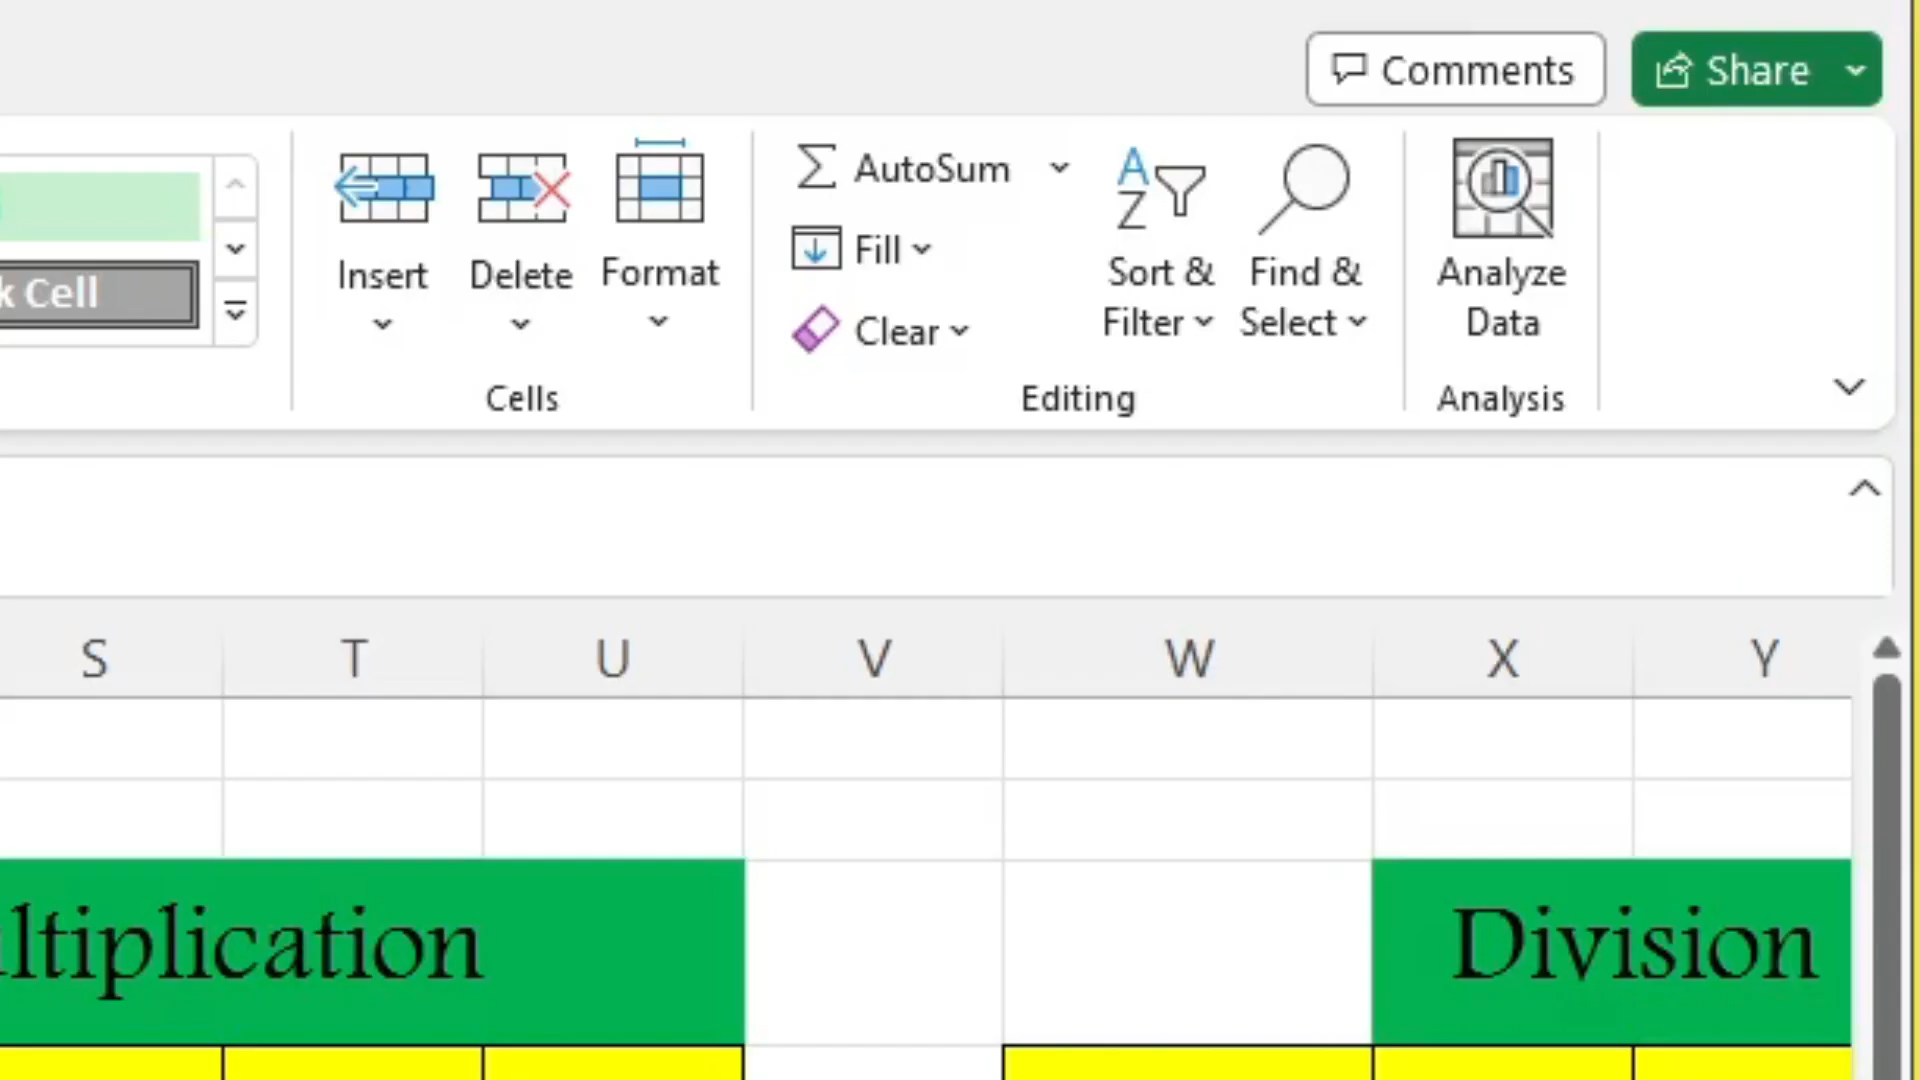 Comments Share
k Cell
Insert Delete Format
Cells
AutoSum
Fill
Clear
Sort &
Filter
Find &
Select
Editing
Analyze
Data
Analysis
S T U V W X Y
ltiplication
Division